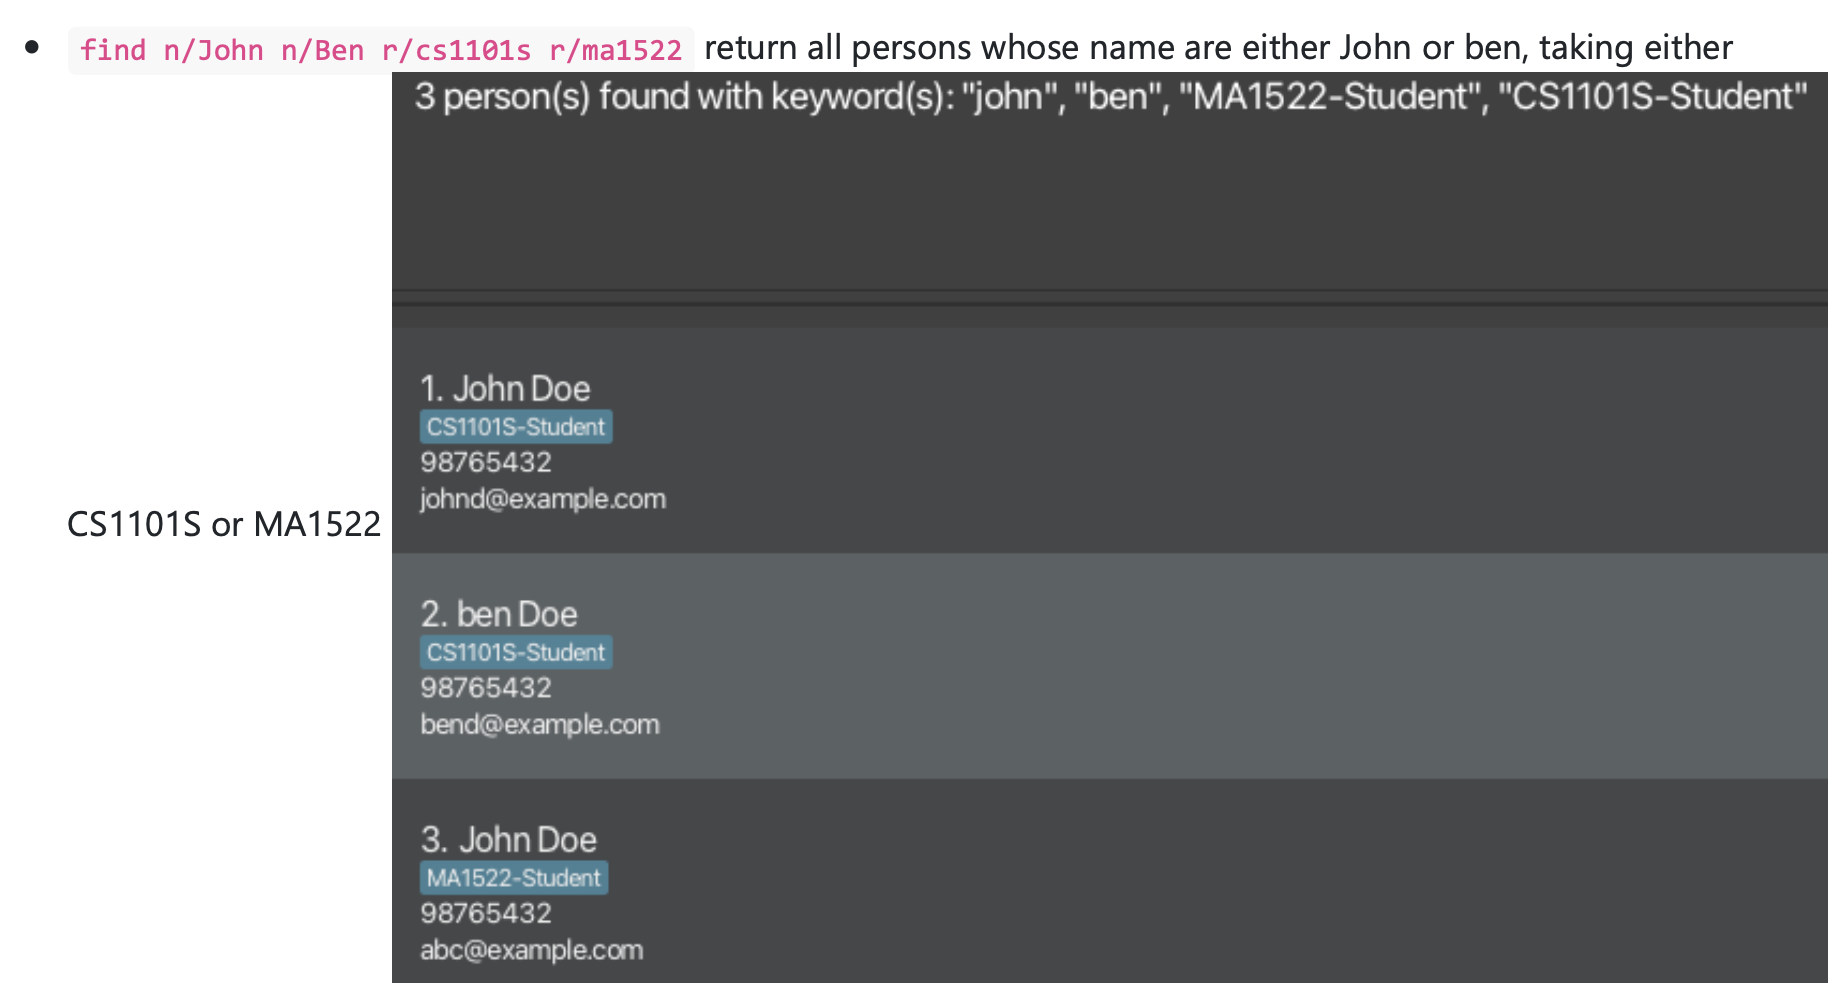 find n/John n/Ben r/cs1101s r/ma1522 return all persons whose name are either John or ben, taking either
3 person(s) found with keyword(s): "john", "ben", "MA1522-Student", "CS1101S-Student"
1. John Doe
CS1101S-Student
98765432
johnd@example.com
CS1101S or MA1522
2. ben Doe
CS1101S-Student
98765432
bend@example.com
3. John Doe
MA1522-Student
98765432
abc@example.com